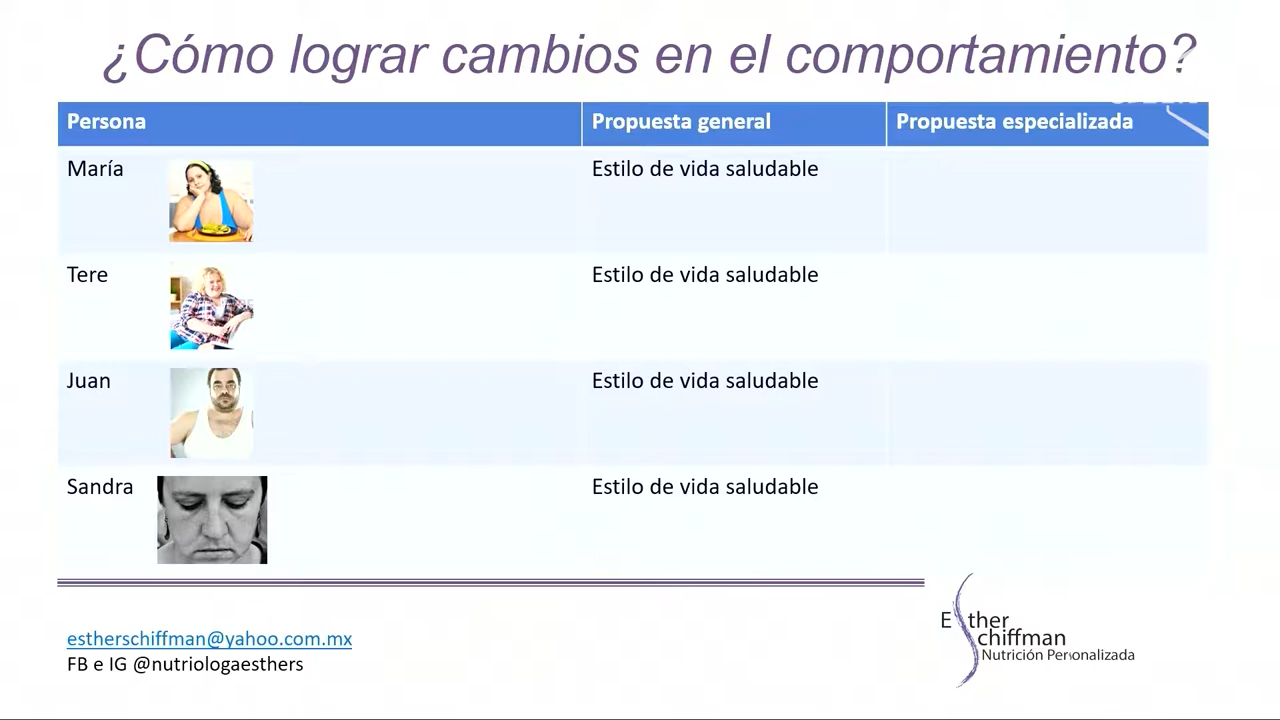 ¿Cómo lograr cambios en el comportamiento?
Persona Propuesta general Propuesta especializada
María Estilo de vida saludable
Tere Estilo de vida saludable
Juan Estilo de vida saludable
Sandra Estilo de vida saludable
estherschiffman@yahoo.com.mx
FB e IG @nutriologaesthers
Esther
Schiffman
Nutrición Personalizada